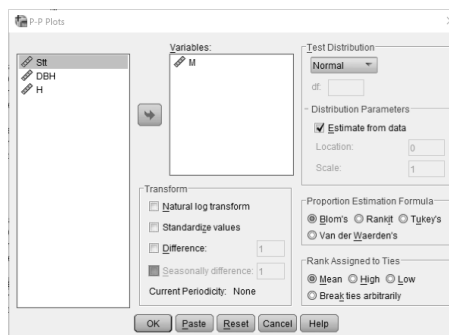 P-P Plots
Stt
DBH
H
Variables:
M
Test Distribution
Normal
df:
Distribution Parameters
Estimate from data
Location: 0
Scale: 1
Transform
Natural log transform
Standardize values
Difference: 1
Seasonally difference: 1
Current Periodicity: None
Proportion Estimation Formula
Blom's Rankit Tukey's
Van der Waerden's
Rank Assigned to Ties
Mean High Low
Break ties arbitrarily
OK Paste Reset Cancel Help